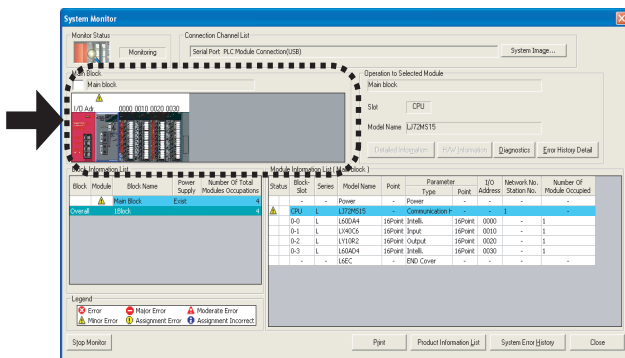 System Monitor
Monitor Status
Monitoring
Connection Channel List
Serial Port PLC Module Connection(USB)
System Image...
Main Block
Main block
I/O Adr. 0000 0010 0020 0030
Operation to Selected Module
Main block
Slot CPU
Model Name LJ72MS15
Detailed Information H/W Information Diagnostics Error History Detail
Block Information List
Block Module Block Name Power Supply Number Of Total Modules Occupations
Main Block Exist 4
Overall 1Block 4
Module Information List ( Main block )
Status Block-Slot Series Model Name Point Parameter Type Point I/O Address Network No. Station No. Number Of Module Occupied
- - Power - Power - - - -
CPU L LJ72MS15 - Communication H - - 1 -
0-0 L L60DA4 16Point Intelli. 16Point 0000 - 1
0-1 L LX40C6 16Point Input 16Point 0010 - 1
0-2 L LY10R2 16Point Output 16Point 0020 - 1
0-3 L L60AD4 16Point Intelli. 16Point 0030 - 1
- - L6EC - END Cover - - - -
Legend
Error Major Error Moderate Error
Minor Error Assignment Error Assignment Incorrect
Stop Monitor
Print Product Information List System Error History Close